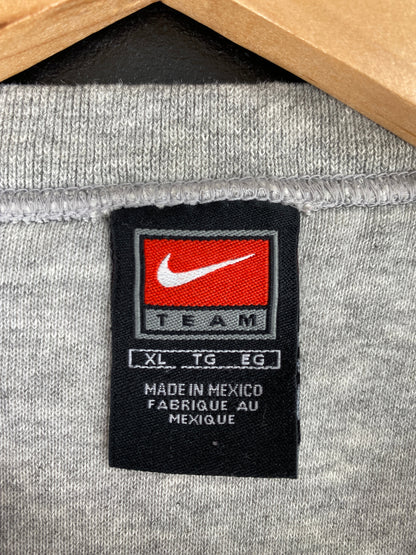 TEAM
XL TG EG
MADE IN MEXICO
FABRIQUE AU
MEXIQUE